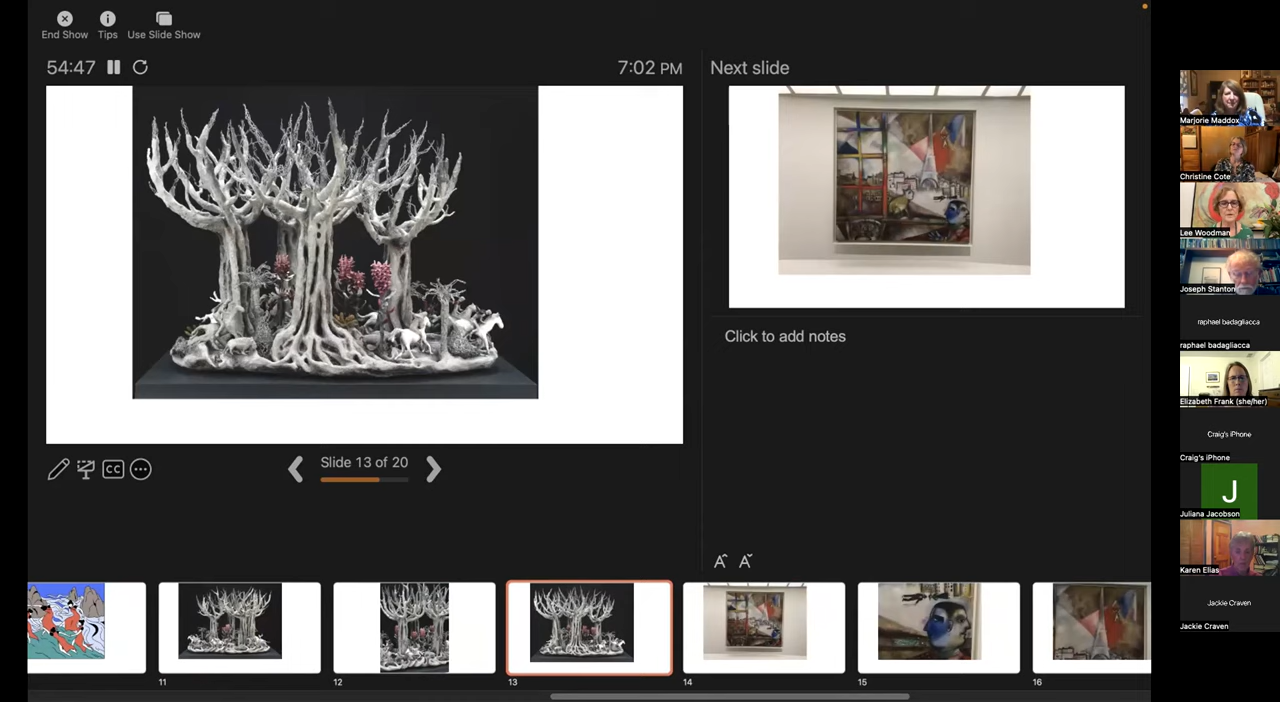 End Show
Tips
Use Slide Show
54:47
7:02 PM
Next slide
Click to add notes
CC
Slide 13 of 20
A
A
11
12
13
14
15
16
Marjorie Maddox
Christine Cote
Lee Woodman
Joseph Stanton
raphael badagliacca
raphael badagliacca
Elizabeth Frank (she/her)
Craig's iPhone
Craig's iPhone
J
Juliana Jacobson
Karen Elias
Jackie Craven
Jackie Craven